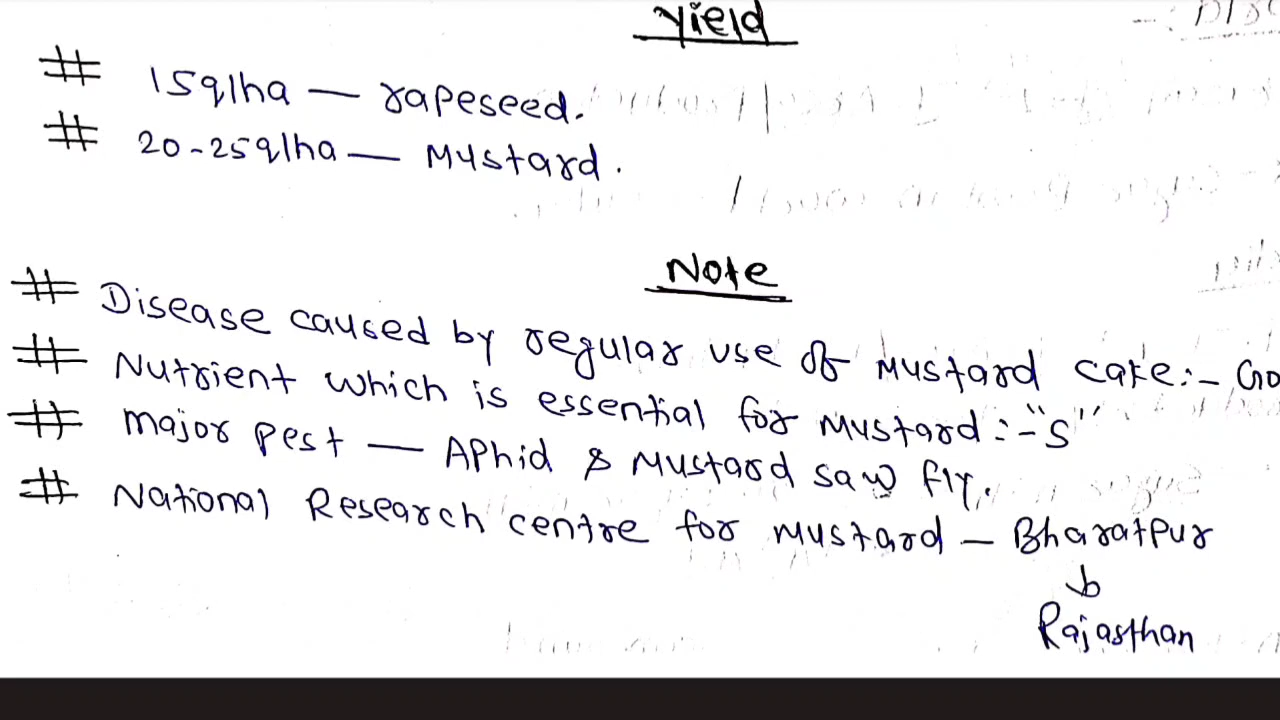 Yield
# 15q/ha — rapeseed.
# 20-25q/ha — Mustard.
Note
# Disease caused by regular use of Mustard cake:- Go
# Nutrient which is essential for Mustard:- "S"
# major pest — Aphid & Mustard saw fly.
# National Research centre for mustard — Bharatpur
↓
Rajasthan